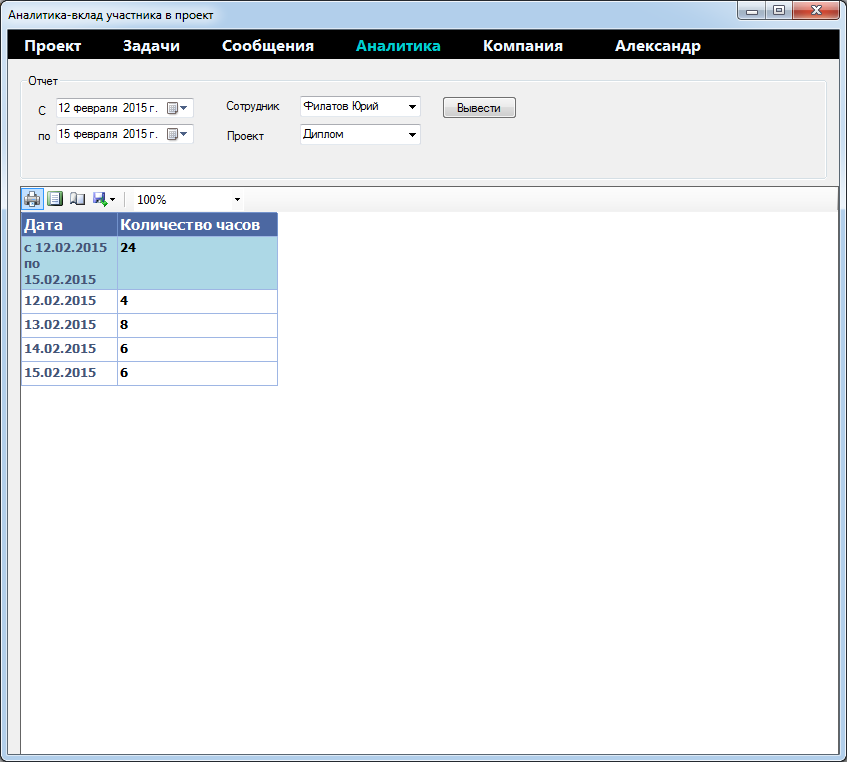 Аналитика-вклад участника в проект
Проект Задачи Сообщения Аналитика Компания Александр
Отчет
С 12 февраля 2015 г. Сотрудник Филатов Юрий Вывести
по 15 февраля 2015 г. Проект Диплом
100%
Дата Количество часов
с 12.02.2015 24
по
15.02.2015
12.02.2015 4
13.02.2015 8
14.02.2015 6
15.02.2015 6